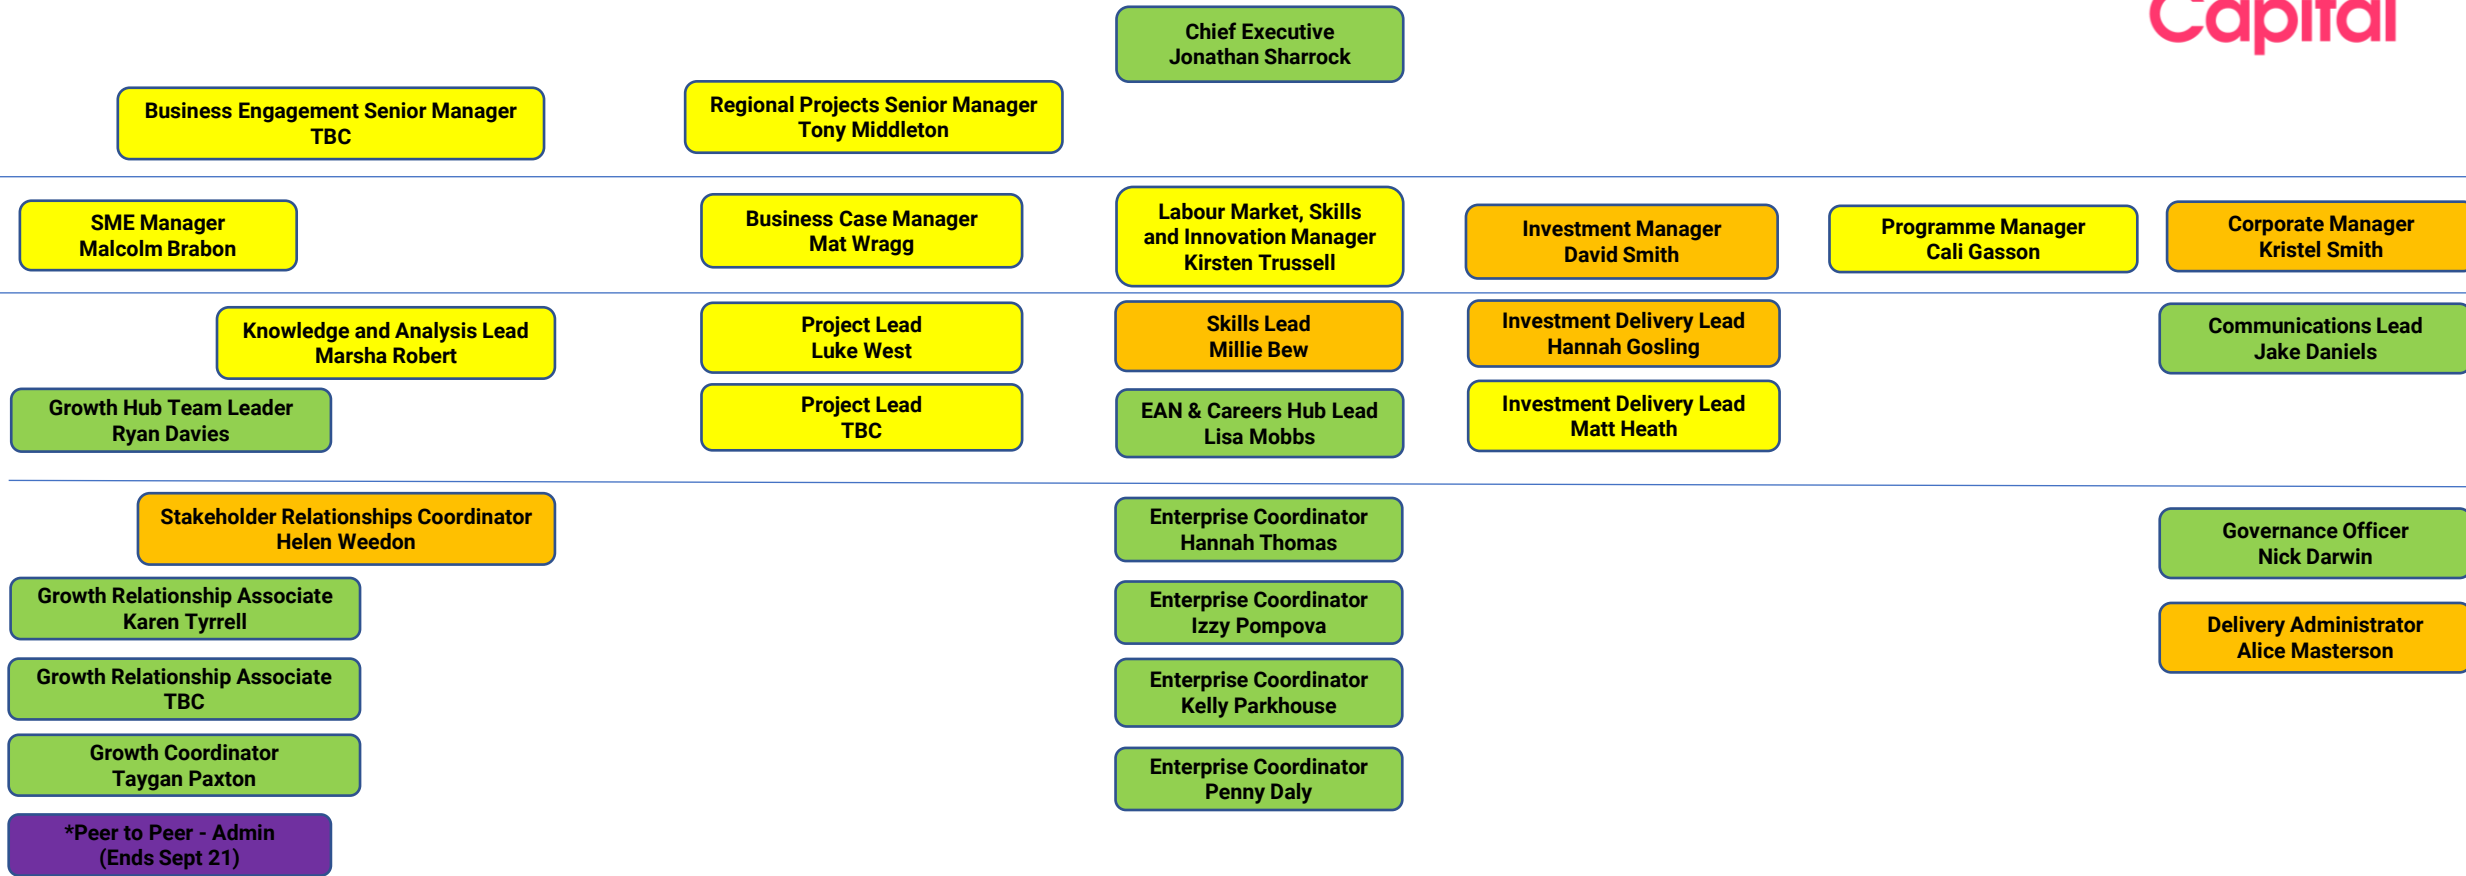 Capital
Chief Executive
Jonathan Sharrock
Business Engagement Senior Manager
TBC
Regional Projects Senior Manager
Tony Middleton
SME Manager
Malcolm Brabon
Business Case Manager
Mat Wragg
Labour Market, Skills
and Innovation Manager
Kirsten Trussell
Investment Manager
David Smith
Programme Manager
Cali Gasson
Corporate Manager
Kristel Smith
Knowledge and Analysis Lead
Marsha Robert
Project Lead
Luke West
Skills Lead
Millie Bew
Investment Delivery Lead
Hannah Gosling
Communications Lead
Jake Daniels
Growth Hub Team Leader
Ryan Davies
Project Lead
TBC
EAN & Careers Hub Lead
Lisa Mobbs
Investment Delivery Lead
Matt Heath
Stakeholder Relationships Coordinator
Helen Weedon
Enterprise Coordinator
Hannah Thomas
Governance Officer
Nick Darwin
Growth Relationship Associate
Karen Tyrrell
Enterprise Coordinator
Izzy Pompova
Delivery Administrator
Alice Masterson
Growth Relationship Associate
TBC
Enterprise Coordinator
Kelly Parkhouse
Growth Coordinator
Taygan Paxton
Enterprise Coordinator
Penny Daly
*Peer to Peer - Admin
(Ends Sept 21)